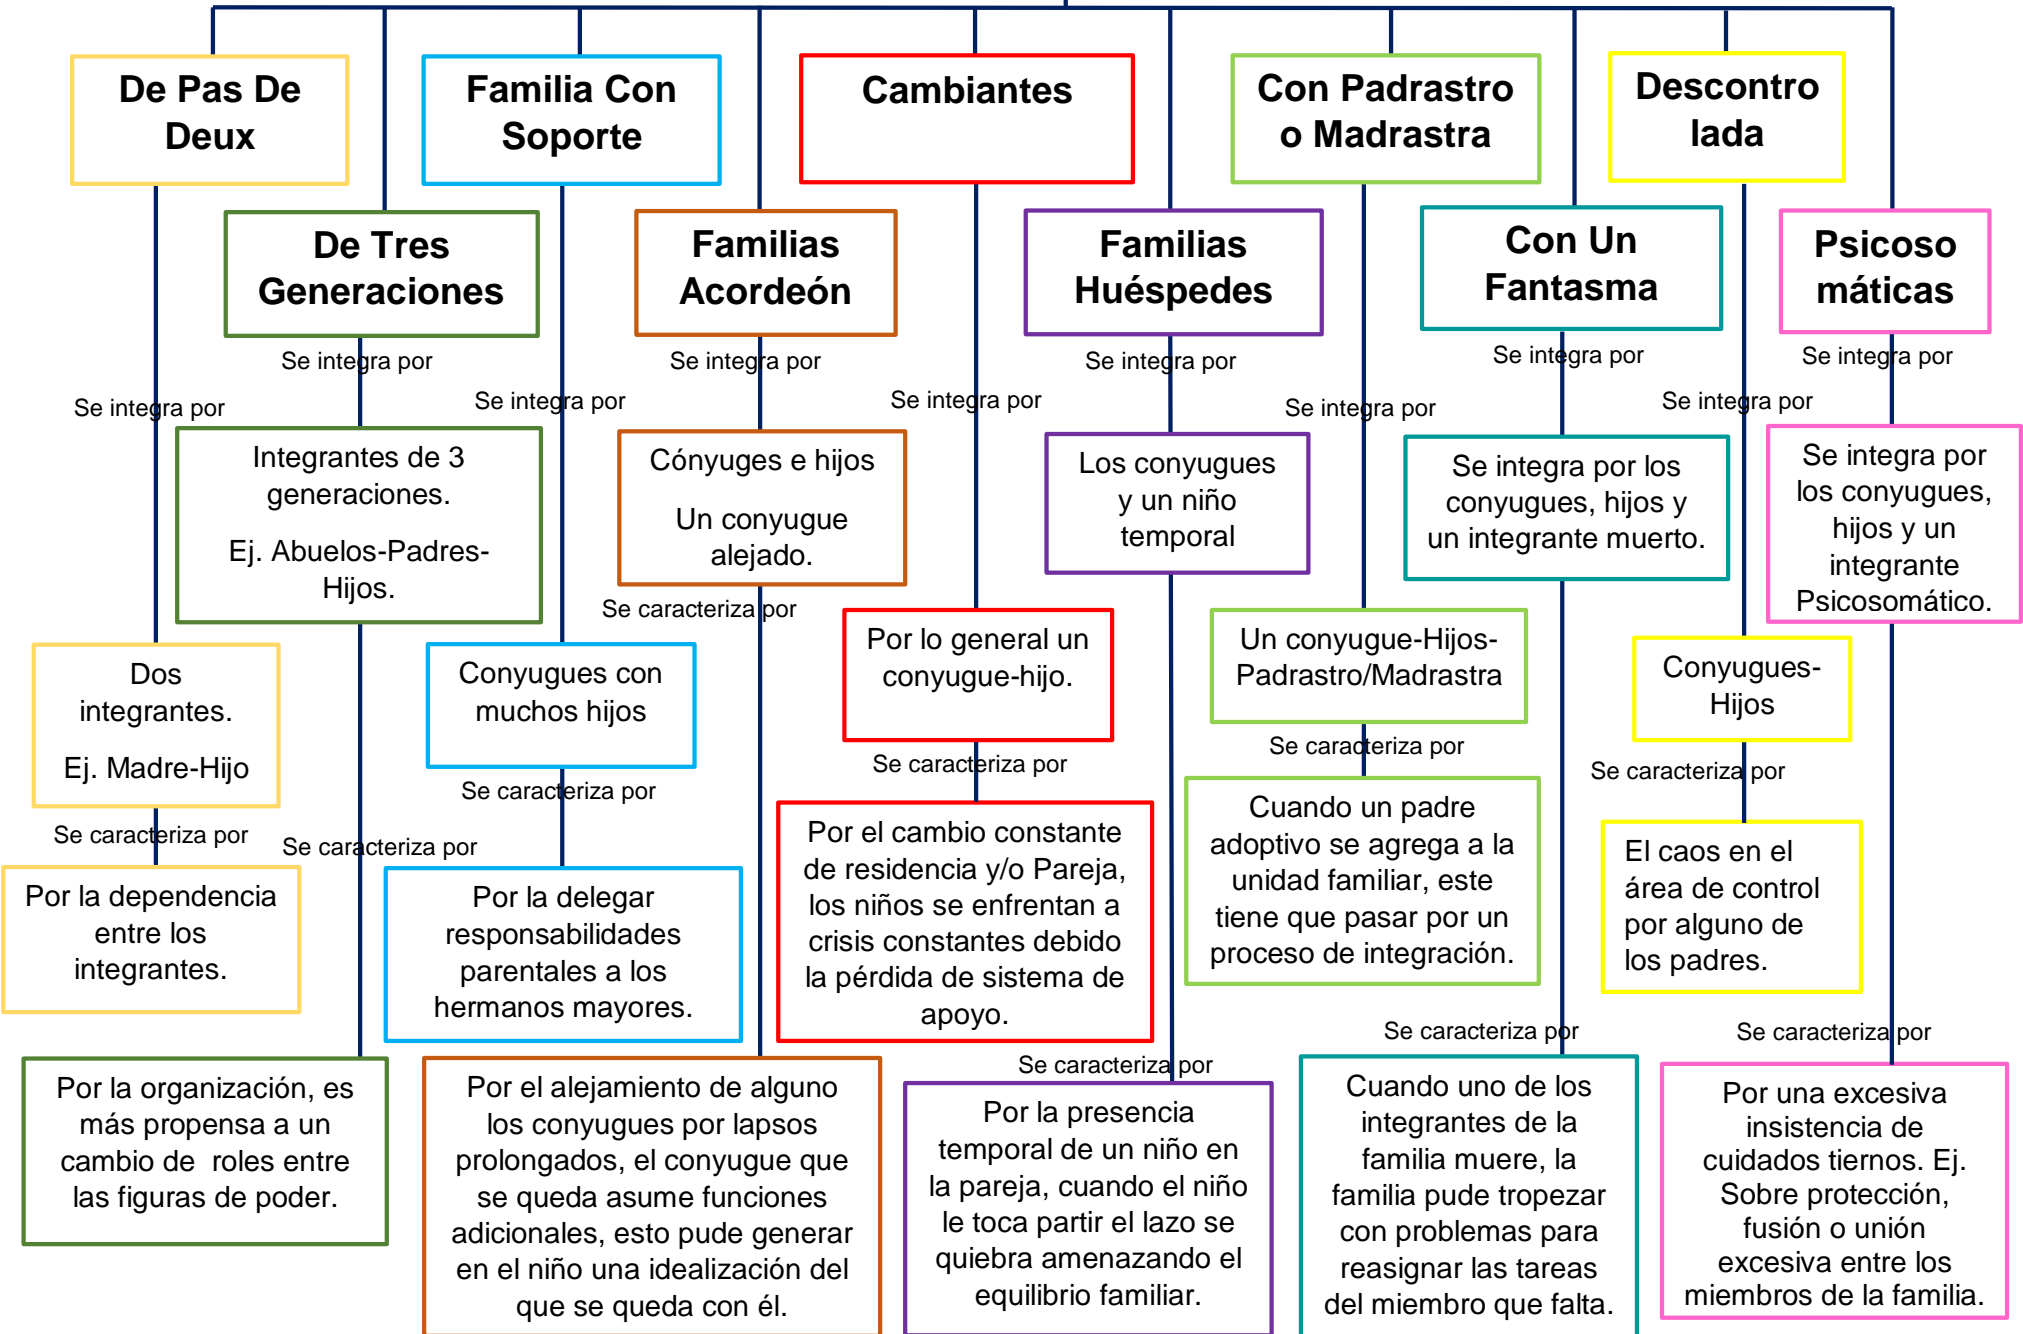 De Pas De
Deux
Familia Con
Soporte
Cambiantes
Con Padrastro
o Madrastra
Descontro
lada
De Tres
Generaciones
Familias
Acordeón
Familias
Huéspedes
Con Un
Fantasma
Psicoso
máticas
Se integra por
Se integra por
Se integra por
Se integra por
Se integra por
Se integra por
Se integra por
Se integra por
Se integra por
Se integra por
Integrantes de 3
generaciones.
Ej. Abuelos-Padres-
Hijos.
Cónyuges e hijos
Un conyugue
alejado.
Los conyugues
y un niño
temporal
Se integra por los
conyugues, hijos y
un integrante muerto.
Se integra por
los conyugues,
hijos y un
integrante
Psicosomático.
Se caracteriza por
Dos
integrantes.
Ej. Madre-Hijo
Conyugues con
muchos hijos
Por lo general un
conyugue-hijo.
Un conyugue-Hijos-
Padrastro/Madrastra
Conyugues-
Hijos
Se caracteriza por
Se caracteriza por
Se caracteriza por
Se caracteriza por
Se caracteriza por
Se caracteriza por
Por la dependencia
entre los
integrantes.
Por la delegar
responsabilidades
parentales a los
hermanos mayores.
Por el cambio constante
de residencia y/o Pareja,
los niños se enfrentan a
crisis constantes debido
la pérdida de sistema de
apoyo.
Cuando un padre
adoptivo se agrega a la
unidad familiar, este
tiene que pasar por un
proceso de integración.
El caos en el
área de control
por alguno de
los padres.
Se caracteriza por
Se caracteriza por
Se caracteriza por
Por la organización, es
más propensa a un
cambio de  roles entre
las figuras de poder.
Por el alejamiento de alguno
los conyugues por lapsos
prolongados, el conyugue que
se queda asume funciones
adicionales, esto pude generar
en el niño una idealización del
que se queda con él.
Por la presencia
temporal de un niño en
la pareja, cuando el niño
le toca partir el lazo se
quiebra amenazando el
equilibrio familiar.
Cuando uno de los
integrantes de la
familia muere, la
familia pude tropezar
con problemas para
reasignar las tareas
del miembro que falta.
Por una excesiva
insistencia de
cuidados tiernos. Ej.
Sobre protección,
fusión o unión
excesiva entre los
miembros de la familia.